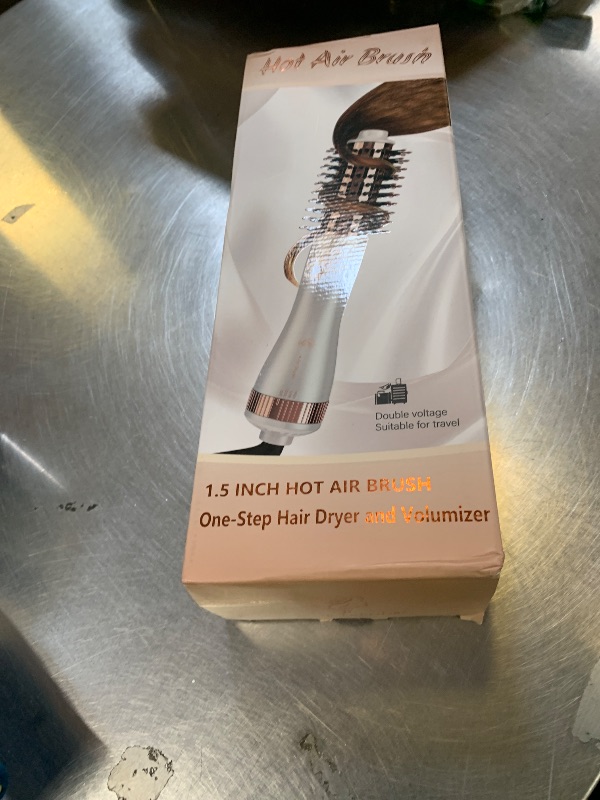 Hot Air Brush
Double voltage
Suitable for travel
1.5 INCH HOT AIR BRUSH
One-Step Hair Dryer and Volumizer